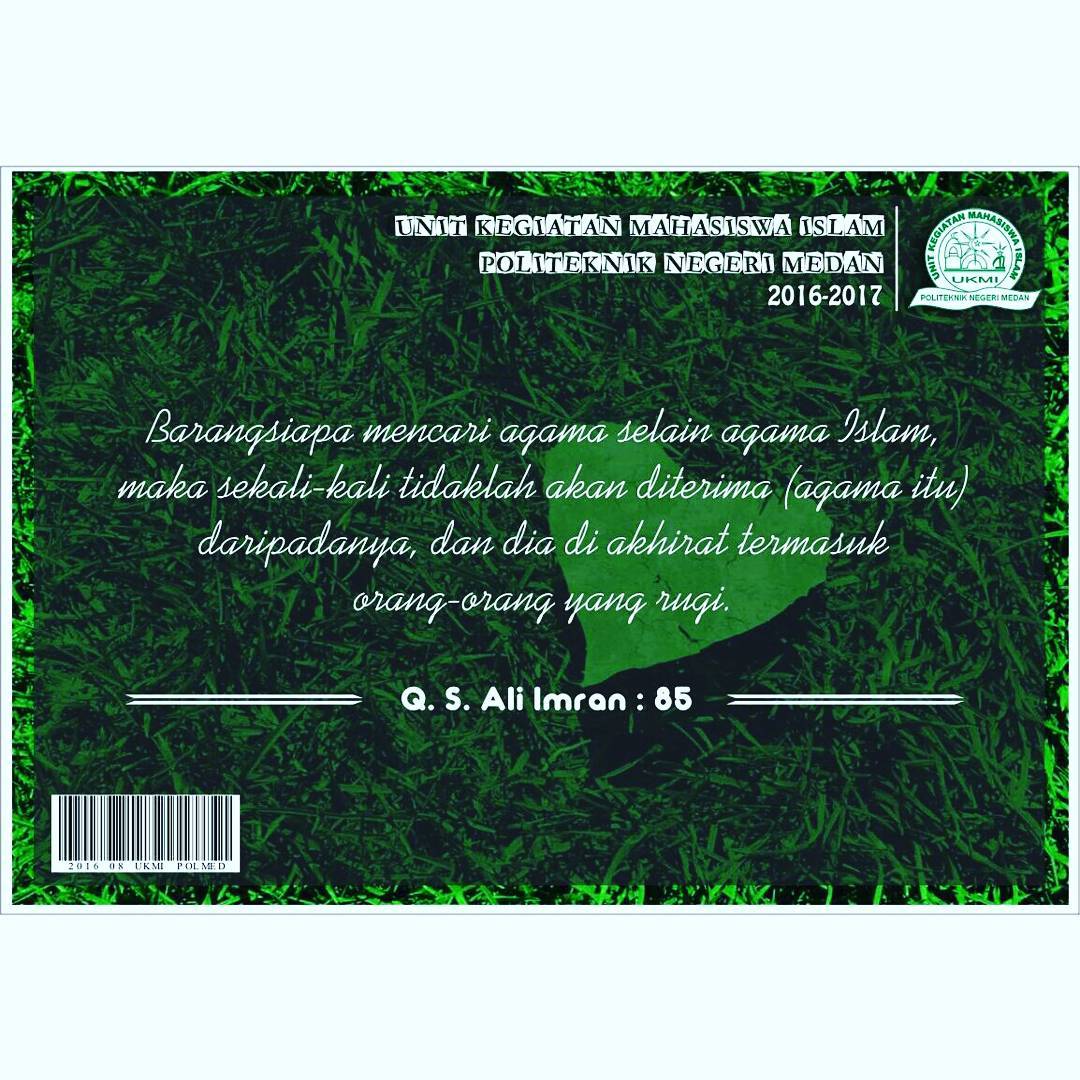 UNIT KEGIATAN MAHASISWA ISLAM
POLITEKNIK NEGERI MEDAN
2016-2017
UNIT KEGIATAN MAHASISWA ISLAM
UKMI
POLITEKNIK NEGERI MEDAN
Barangsiapa mencari agama selain agama Islam,
maka sekali-kali tidaklah akan diterima (agama itu)
daripadanya, dan dia di akhirat termasuk
orang-orang yang rugi.
Q. S. Ali Imran : 85
2016 08 UKMI POLMED